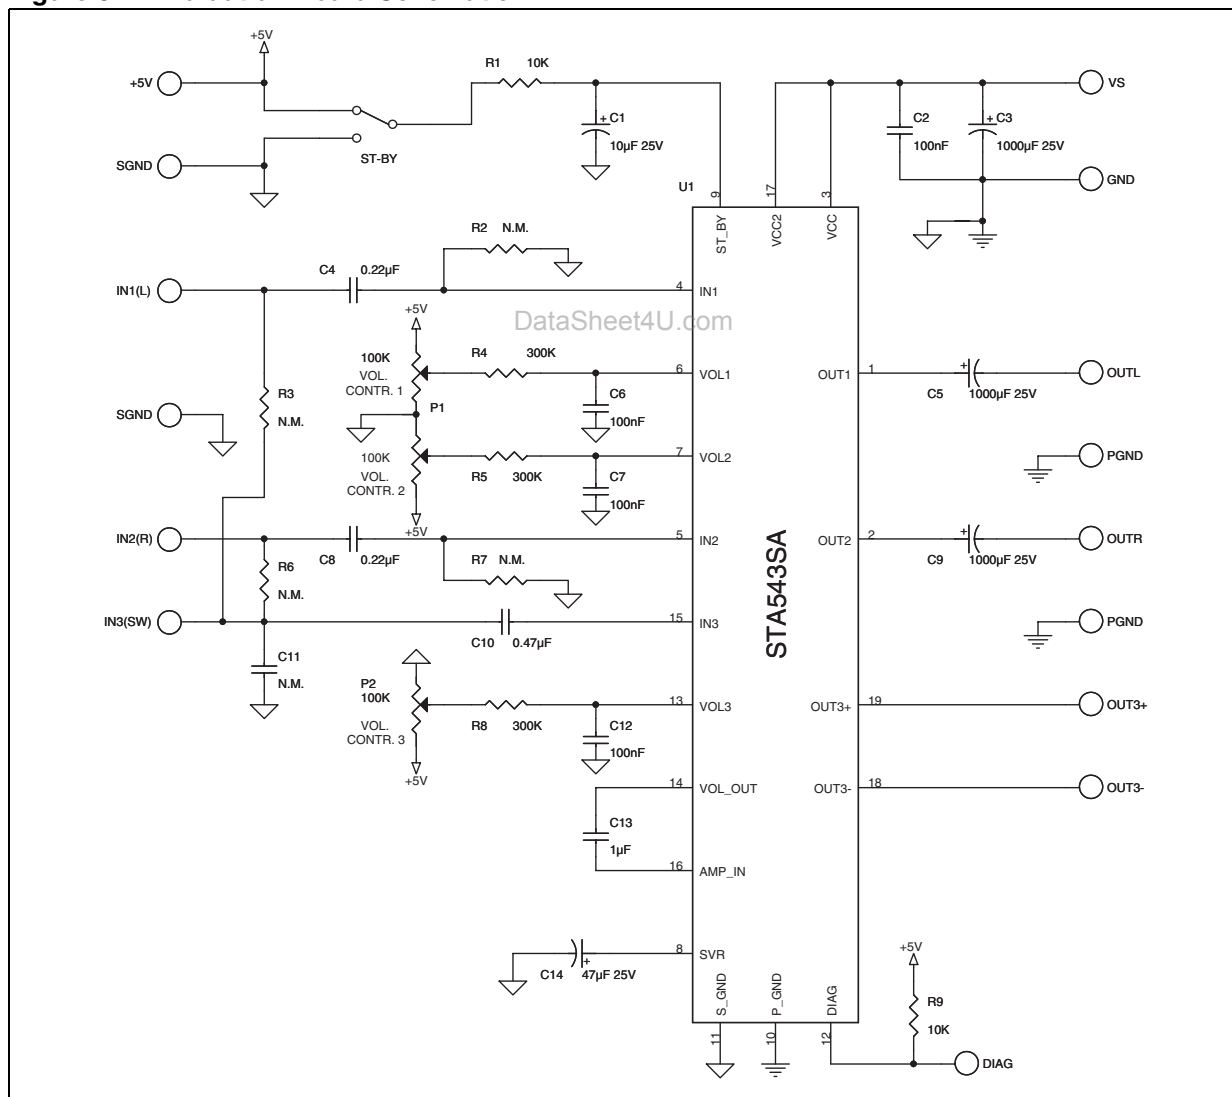 +5V
R1 10K
+5V
VS
C1
C2
C3
10µF 25V
100nF
1000µF 25V
ST-BY
SGND
GND
U1
9
17
3
ST_BY
VCC2
VCC
R2 N.M.
C4 0.22µF
IN1(L)
4
IN1
+5V
DataSheet4U.com
100K
VOL.
CONTR. 1
R4 300K
6
VOL1
OUT1
1
C5
1000µF 25V
OUTL
R3
N.M.
P1
C6
100nF
SGND
100K
VOL.
CONTR. 2
R5 300K
7
VOL2
C7
100nF
PGND
+5V
IN2(R)
C8 0.22µF
5
IN2
OUT2
2
C9
1000µF 25V
OUTR
STA543SA
R6
N.M.
R7 N.M.
IN3(SW)
C10 0.47µF
15
IN3
PGND
C11
N.M.
P2
100K
VOL.
CONTR. 3
R8 300K
13
VOL3
OUT3+
19
OUT3+
C12
100nF
+5V
14
VOL_OUT
OUT3-
18
OUT3-
C13
1µF
16
AMP_IN
C14 47µF 25V
8
SVR
+5V
S_GND
P_GND
DIAG
R9
10K
11
10
12
DIAG